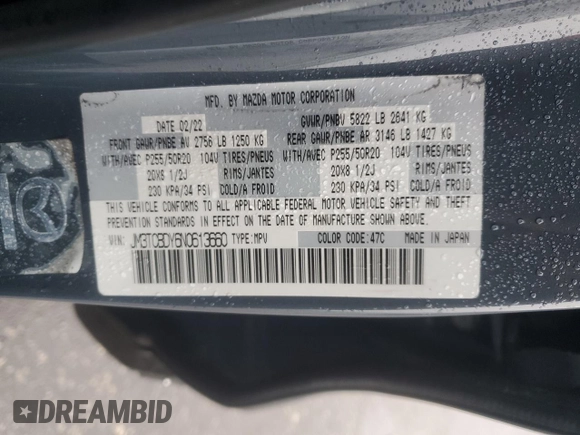 MFD. BY MAZDA MOTOR CORPORATION
DATE 02/22 GVWR/PNBV 5822 LB 2641 KG
FRONT GAWR/PNBE AV 2756 LB 1250 KG REAR GAWR/PNBE AR 3146 LB 1427 KG
WITH/AVEC P255/50R20 104V TIRES/PNEUS WITH/AVEC P255/50R20 104V TIRES/PNEUS
20X8 1/2J RIMS/JANTES 20X8 1/2J RIMS/JANTES
230 KPA/34 PSI COLD/A FROID 230 KPA/34 PSI COLD/A FROID
THIS VEHICLE CONFORMS TO ALL APPLICABLE FEDERAL MOTOR VEHICLE SAFETY AND THEFT
PREVENTION STANDARDS IN EFFECT ON THE DATE OF MANUFACTURE SHOWN ABOVE.
VIN: JM3TCBDY6N0613660 TYPE:MPV COLOR CODE:47C MADE IN JAPAN
DREAMBID